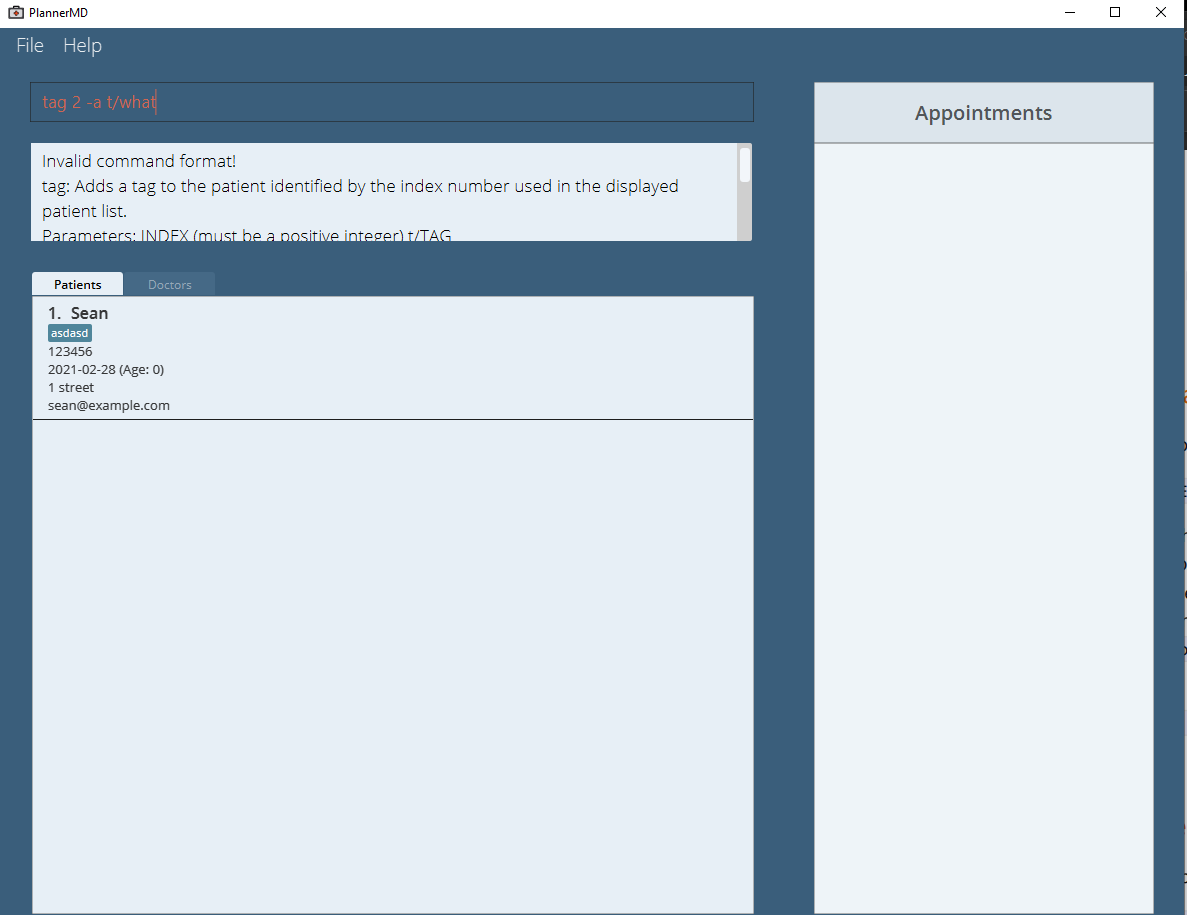 PlannerMD
File Help
tag 2 -a t/what
Invalid command format!
tag: Adds a tag to the patient identified by the index number used in the displayed
patient list.
Parameters: INDEX (must be a positive integer) t/TAG
Patients Doctors
1. Sean
asdasd
123456
2021-02-28 (Age: 0)
1 street
sean@example.com
Appointments